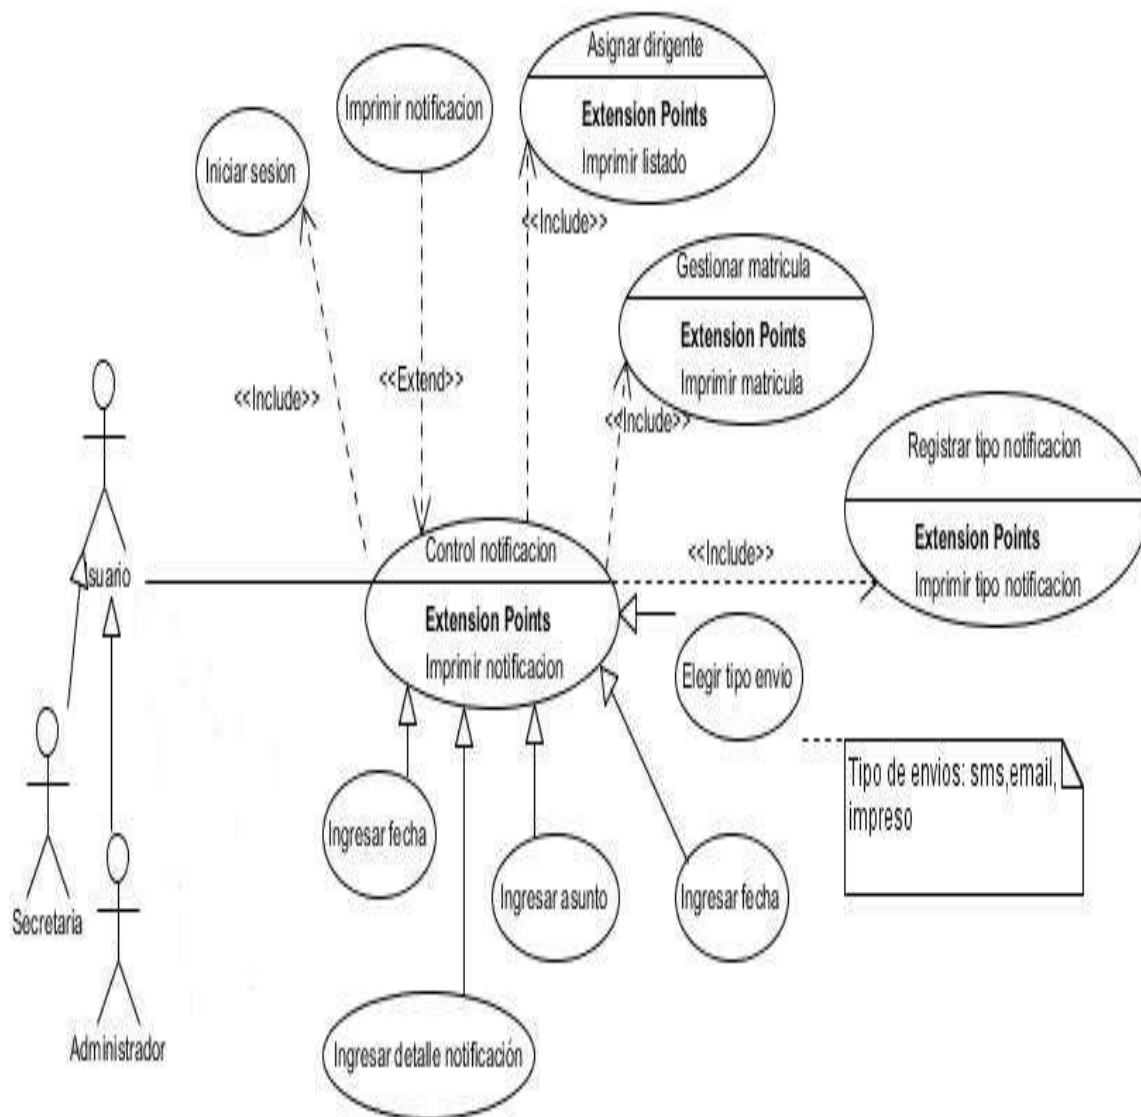 Asignar dirigente
Extension Points
Imprimir listado
Imprimir notificacion
Iniciar sesion
<<Include>>
Gestionar matricula
Extension Points
Imprimir matricula
<<Extend>>
<<Include>>
<<Include>>
Registrar tipo notificacion
Extension Points
Imprimir tipo notificacion
Control notificacion
<<Include>>
suario
Extension Points
Imprimir notificacion
Elegir tipo envio
Tipo de envios: sms,email,
impreso
Ingresar fecha
Ingresar asunto
Ingresar fecha
Secretaria
Administrador
Ingresar detalle notificación